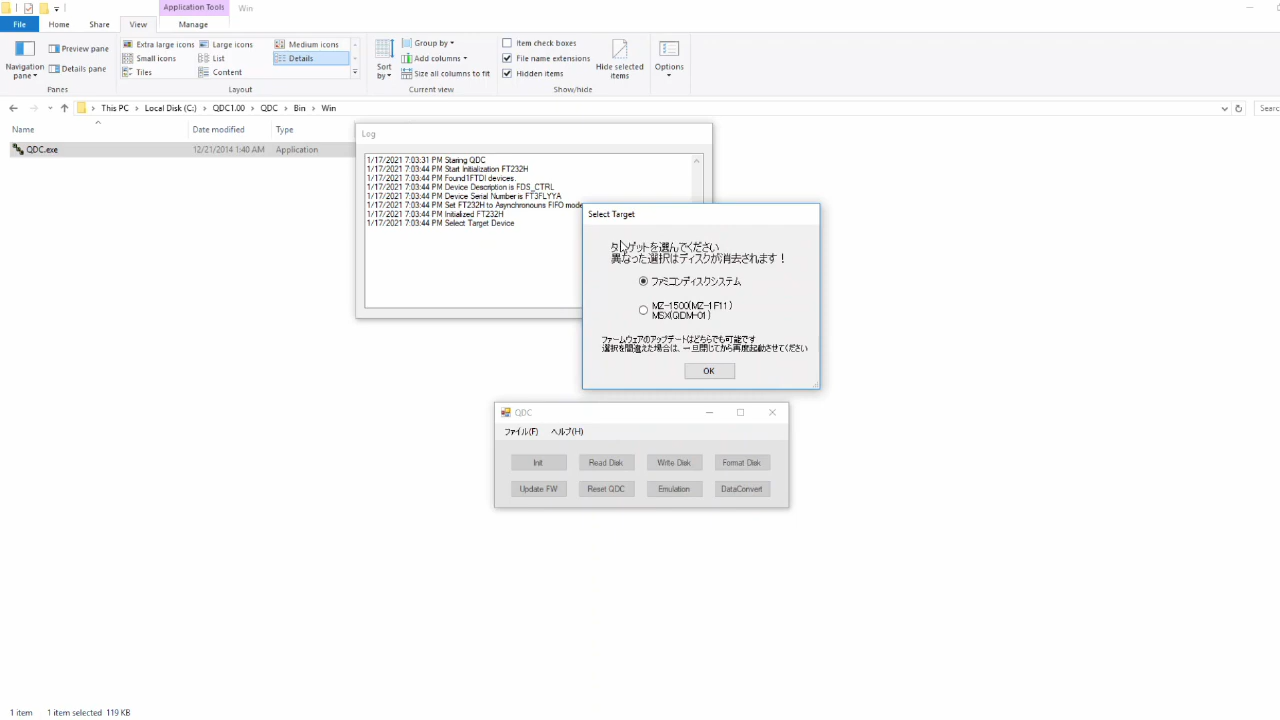 Application Tools
Win
File
Home
Share
View
Manage
Navigation pane
Preview pane
Details pane
Panes
Extra large icons
Large icons
Medium icons
Small icons
List
Details
Tiles
Content
Layout
Sort by
Group by
Add columns
Size all columns to fit
Current view
Item check boxes
File name extensions
Hidden items
Hide selected items
Show/hide
Options
This PC > Local Disk (C:) > QDC1.00 > QDC > Bin > Win
Searc
Name
Date modified
Type
QDC.exe
12/21/2014 1:40 AM
Application
Log
1/17/2021 7:03:31 PM Staring QDC
1/17/2021 7:03:44 PM Start Initialization FT232H
1/17/2021 7:03:44 PM Found1FTDI devices.
1/17/2021 7:03:44 PM Device Description is FDS_CTRL
1/17/2021 7:03:44 PM Device Serial Number is FT3FLYYA
1/17/2021 7:03:44 PM Set FT232H to Asynchronouns FIFO mode
1/17/2021 7:03:44 PM Initialized FT232H
1/17/2021 7:03:44 PM Select Target Device
Select Target
ターゲットを選んでください
異なった選択はディスクが消去されます！
ファミコンディスクシステム
MZ-1500(MZ-1F11)
MSX(QDM-01)
ファームウェアのアップデートはどちらでも可能です
選択を間違えた場合は、一旦閉じてから再度起動させてください
OK
QDC
ファイル(F)
ヘルプ(H)
Init
Read Disk
Write Disk
Format Disk
Update FW
Reset QDC
Emulation
DataConvert
1 item
1 item selected 119 KB